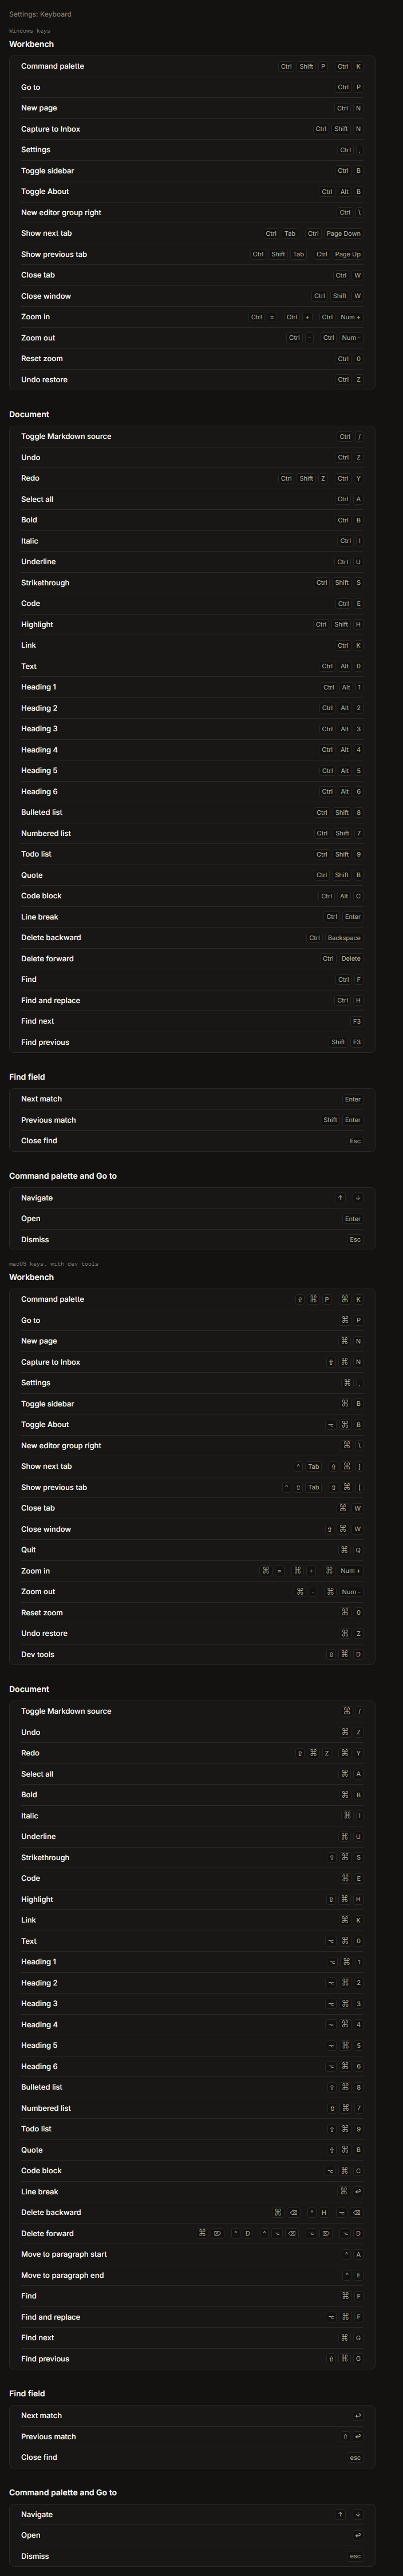 Settings: Keyboard
Windows keys
Workbench
Command palette Ctrl Shift P Ctrl K
Go to Ctrl P
New page Ctrl N
Capture to Inbox Ctrl Shift N
Settings Ctrl ,
Toggle sidebar Ctrl B
Toggle About Ctrl Alt B
New editor group right Ctrl \
Show next tab Ctrl Tab Ctrl Page Down
Show previous tab Ctrl Shift Tab Ctrl Page Up
Close tab Ctrl W
Close window Ctrl Shift W
Zoom in Ctrl = Ctrl + Ctrl Num +
Zoom out Ctrl - Ctrl Num -
Reset zoom Ctrl 0
Undo restore Ctrl Z
Document
Toggle Markdown source Ctrl /
Undo Ctrl Z
Redo Ctrl Shift Z Ctrl Y
Select all Ctrl A
Bold Ctrl B
Italic Ctrl I
Underline Ctrl U
Strikethrough Ctrl Shift S
Code Ctrl E
Highlight Ctrl Shift H
Link Ctrl K
Text Ctrl Alt 0
Heading 1 Ctrl Alt 1
Heading 2 Ctrl Alt 2
Heading 3 Ctrl Alt 3
Heading 4 Ctrl Alt 4
Heading 5 Ctrl Alt 5
Heading 6 Ctrl Alt 6
Bulleted list Ctrl Shift 8
Numbered list Ctrl Shift 7
Todo list Ctrl Shift 9
Quote Ctrl Shift B
Code block Ctrl Alt C
Line break Ctrl Enter
Delete backward Ctrl Backspace
Delete forward Ctrl Delete
Find Ctrl F
Find and replace Ctrl H
Find next F3
Find previous Shift F3
Find field
Next match Enter
Previous match Shift Enter
Close find Esc
Command palette and Go to
Navigate ↑ ↓
Open Enter
Dismiss Esc
macOS keys, with dev tools
Workbench
Command palette ⇧ ⌘ P ⌘ K
Go to ⌘ P
New page ⌘ N
Capture to Inbox ⇧ ⌘ N
Settings ⌘ ,
Toggle sidebar ⌘ B
Toggle About ⌥ ⌘ B
New editor group right ⌘ \
Show next tab ^ Tab ⇧ ⌘ ]
Show previous tab ^ ⇧ Tab ⇧ ⌘ [
Close tab ⌘ W
Close window ⇧ ⌘ W
Quit ⌘ Q
Zoom in ⌘ = ⌘ + ⌘ Num +
Zoom out ⌘ - ⌘ Num -
Reset zoom ⌘ 0
Undo restore ⌘ Z
Dev tools ⇧ ⌘ D
Document
Toggle Markdown source ⌘ /
Undo ⌘ Z
Redo ⇧ ⌘ Z ⌘ Y
Select all ⌘ A
Bold ⌘ B
Italic ⌘ I
Underline ⌘ U
Strikethrough ⇧ ⌘ S
Code ⌘ E
Highlight ⇧ ⌘ H
Link ⌘ K
Text ⌥ ⌘ 0
Heading 1 ⌥ ⌘ 1
Heading 2 ⌥ ⌘ 2
Heading 3 ⌥ ⌘ 3
Heading 4 ⌥ ⌘ 4
Heading 5 ⌥ ⌘ 5
Heading 6 ⌥ ⌘ 6
Bulleted list ⇧ ⌘ 8
Numbered list ⇧ ⌘ 7
Todo list ⇧ ⌘ 9
Quote ⇧ ⌘ B
Code block ⌥ ⌘ C
Line break ⌘ ↩
Delete backward ⌘ ⌫ ^ H ⌥ ⌫
Delete forward ⌘ ⌦ ^ D ^ ⌥ ⌫ ⌥ ⌦ ⌥ D
Move to paragraph start ^ A
Move to paragraph end ^ E
Find ⌘ F
Find and replace ⌥ ⌘ F
Find next ⌘ G
Find previous ⇧ ⌘ G
Find field
Next match ↩
Previous match ⇧ ↩
Close find esc
Command palette and Go to
Navigate ↑ ↓
Open ↩
Dismiss esc